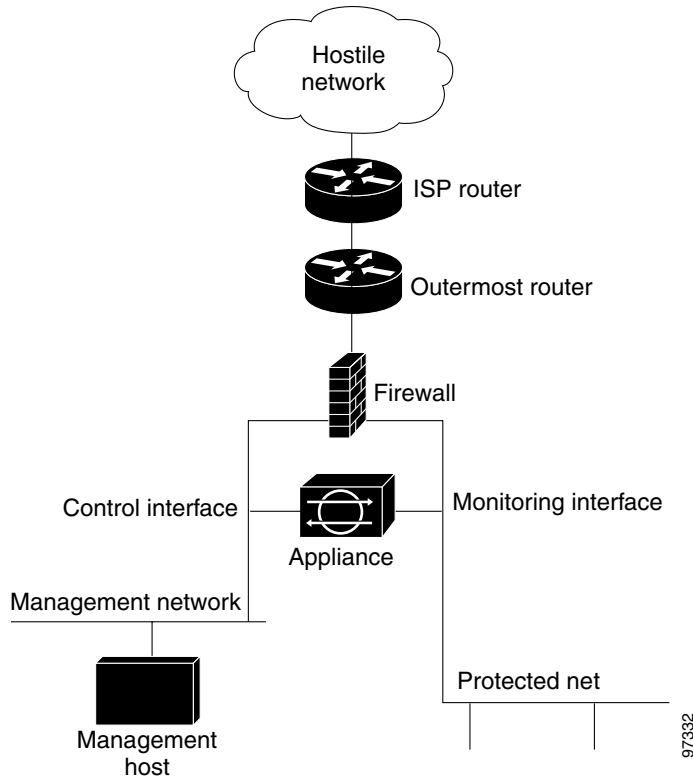 Hostile
network
ISP router
Outermost router
Firewall
Control interface
Monitoring interface
Appliance
Management network
Protected net
Management
host
97332